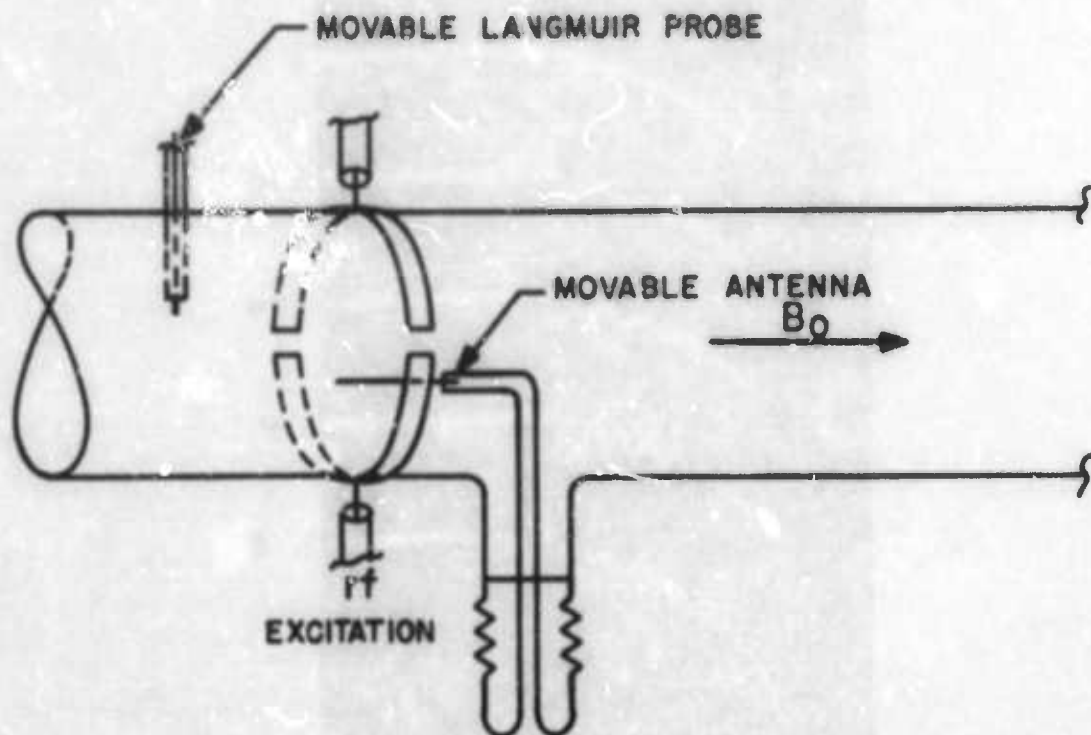 MOVABLE LANGMUIR PROBE
MOVABLE ANTENNA
B₀
rf
EXCITATION